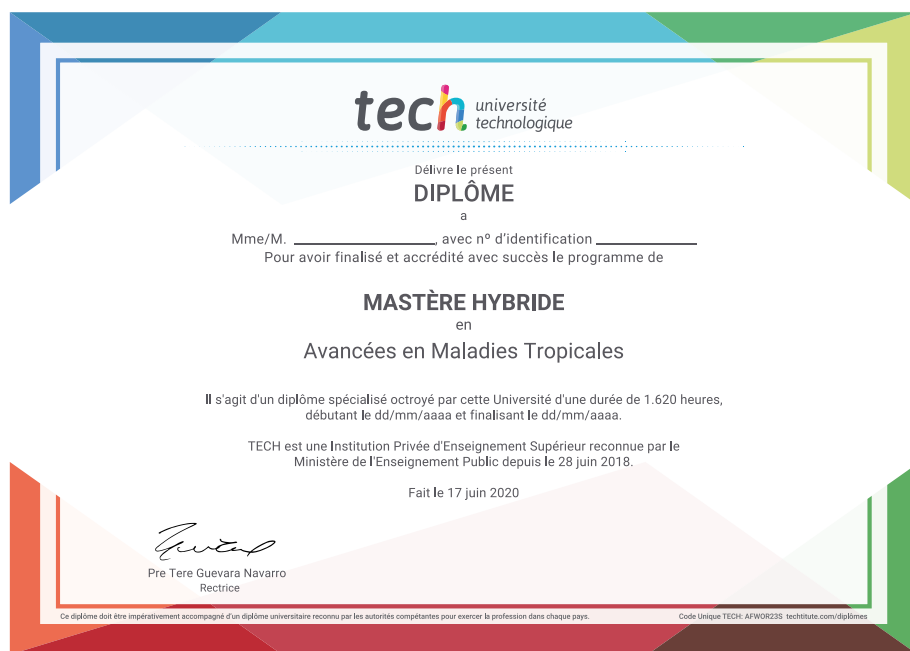 tech université
technologique
Délivre le présent
DIPLÔME
a
Mme/M. ____________, avec nº d'identification ____________
Pour avoir finalisé et accrédité avec succès le programme de
MASTÈRE HYBRIDE
en
Avancées en Maladies Tropicales
Il s'agit d'un diplôme spécialisé octroyé par cette Université d'une durée de 1.620 heures,
débutant le dd/mm/aaaa et finalisant le dd/mm/aaaa.
TECH est une Institution Privée d'Enseignement Supérieur reconnue par le
Ministère de l'Enseignement Public depuis le 28 juin 2018.
Fait le 17 juin 2020
Pre Tere Guevara Navarro
Rectrice
Ce diplôme doit être impérativement accompagné d'un diplôme universitaire reconnu par les autorités compétantes pour exercer la profession dans chaque pays.
Code Unique TECH: AFWOR23S techtitute.com/diplômes